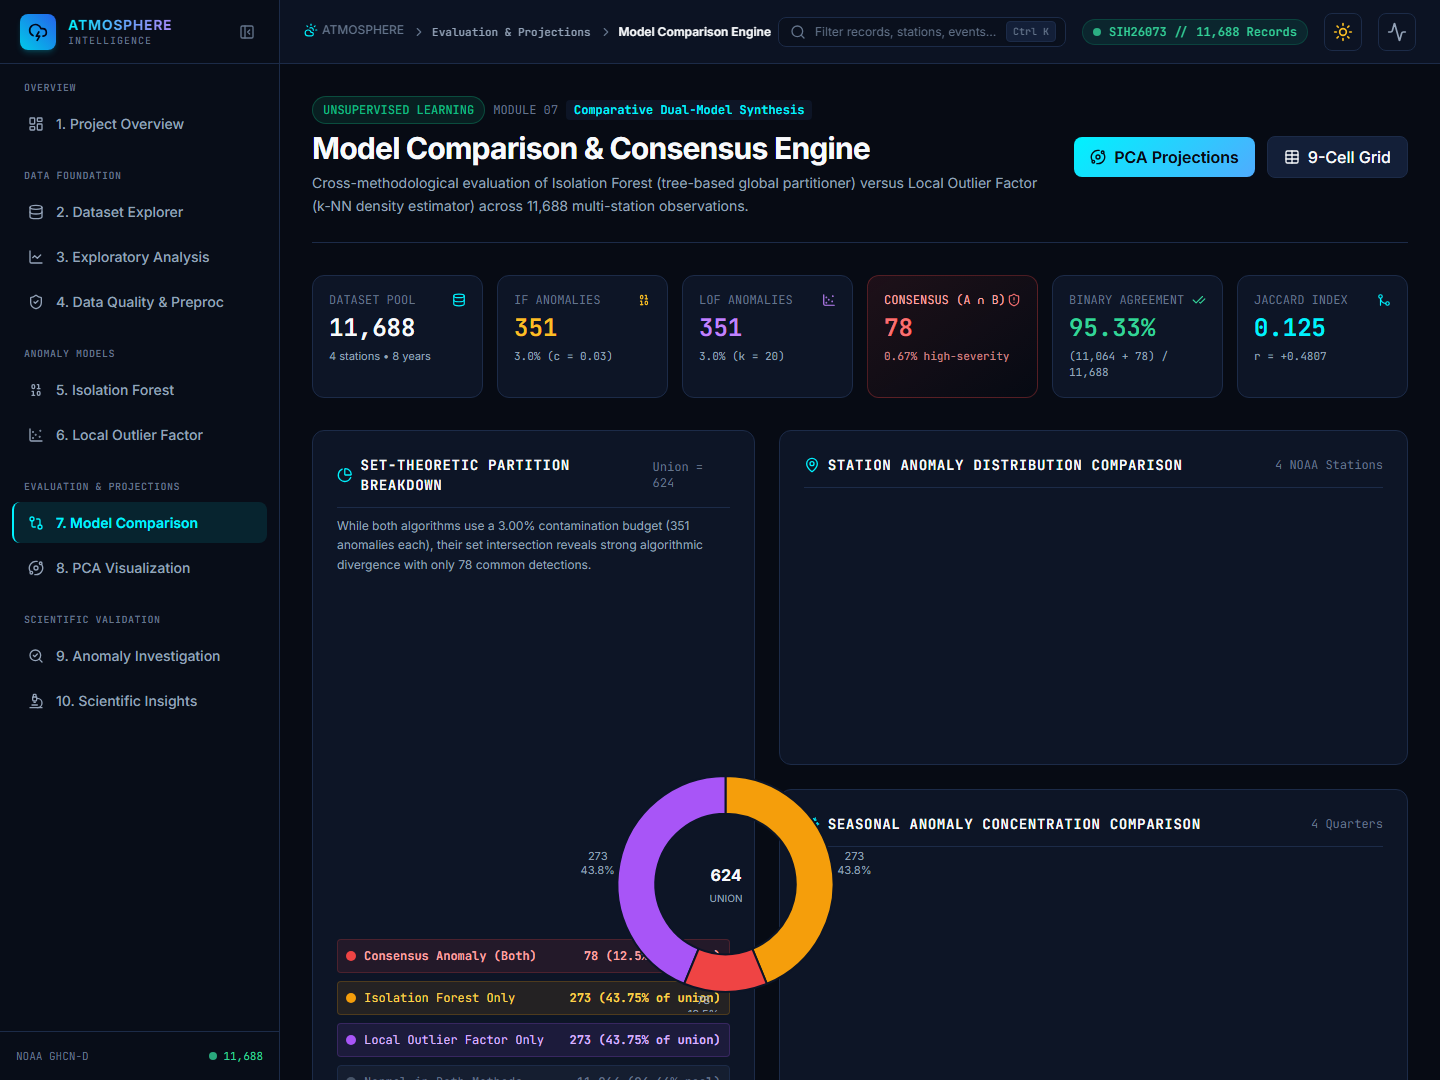 ATMOSPHERE
INTELLIGENCE
OVERVIEW
1. Project Overview
DATA FOUNDATION
2. Dataset Explorer
3. Exploratory Analysis
4. Data Quality & Preproc
ANOMALY MODELS
5. Isolation Forest
6. Local Outlier Factor
EVALUATION & PROJECTIONS
7. Model Comparison
8. PCA Visualization
SCIENTIFIC VALIDATION
9. Anomaly Investigation
10. Scientific Insights
NOAA GHCN-D
11,688
ATMOSPHERE
Evaluation & Projections
Model Comparison Engine
Filter records, stations, events...
Ctrl K
SIH26073 // 11,688 Records
UNSUPERVISED LEARNING
MODULE 07
Comparative Dual-Model Synthesis
Model Comparison & Consensus Engine
Cross-methodological evaluation of Isolation Forest (tree-based global partitioner) versus Local Outlier Factor
(k-NN density estimator) across 11,688 multi-station observations.
PCA Projections
9-Cell Grid
DATASET POOL
11,688
4 stations • 8 years
IF ANOMALIES
351
3.0% (c = 0.03)
LOF ANOMALIES
351
3.0% (k = 20)
CONSENSUS (A ∩ B)
78
0.67% high-severity
BINARY AGREEMENT
95.33%
(11,064 + 78) /
11,688
JACCARD INDEX
0.125
r = +0.4807
SET-THEORETIC PARTITION
BREAKDOWN
Union =
624
While both algorithms use a 3.00% contamination budget (351
anomalies each), their set intersection reveals strong algorithmic
divergence with only 78 common detections.
273
43.8%
624
UNION
273
43.8%
Consensus Anomaly (Both)
78 (12.5
Isolation Forest Only
273 (43.75% of union)
Local Outlier Factor Only
273 (43.75% of union)
STATION ANOMALY DISTRIBUTION COMPARISON
4 NOAA Stations
SEASONAL ANOMALY CONCENTRATION COMPARISON
4 Quarters